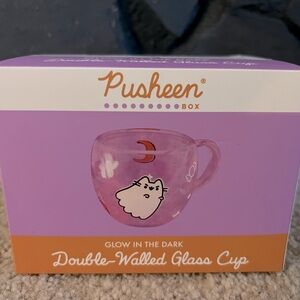 Double-Walled Glass Cup
Pusheen®
BOX
GLOW IN THE DARK
Double-Walled Glass Cup